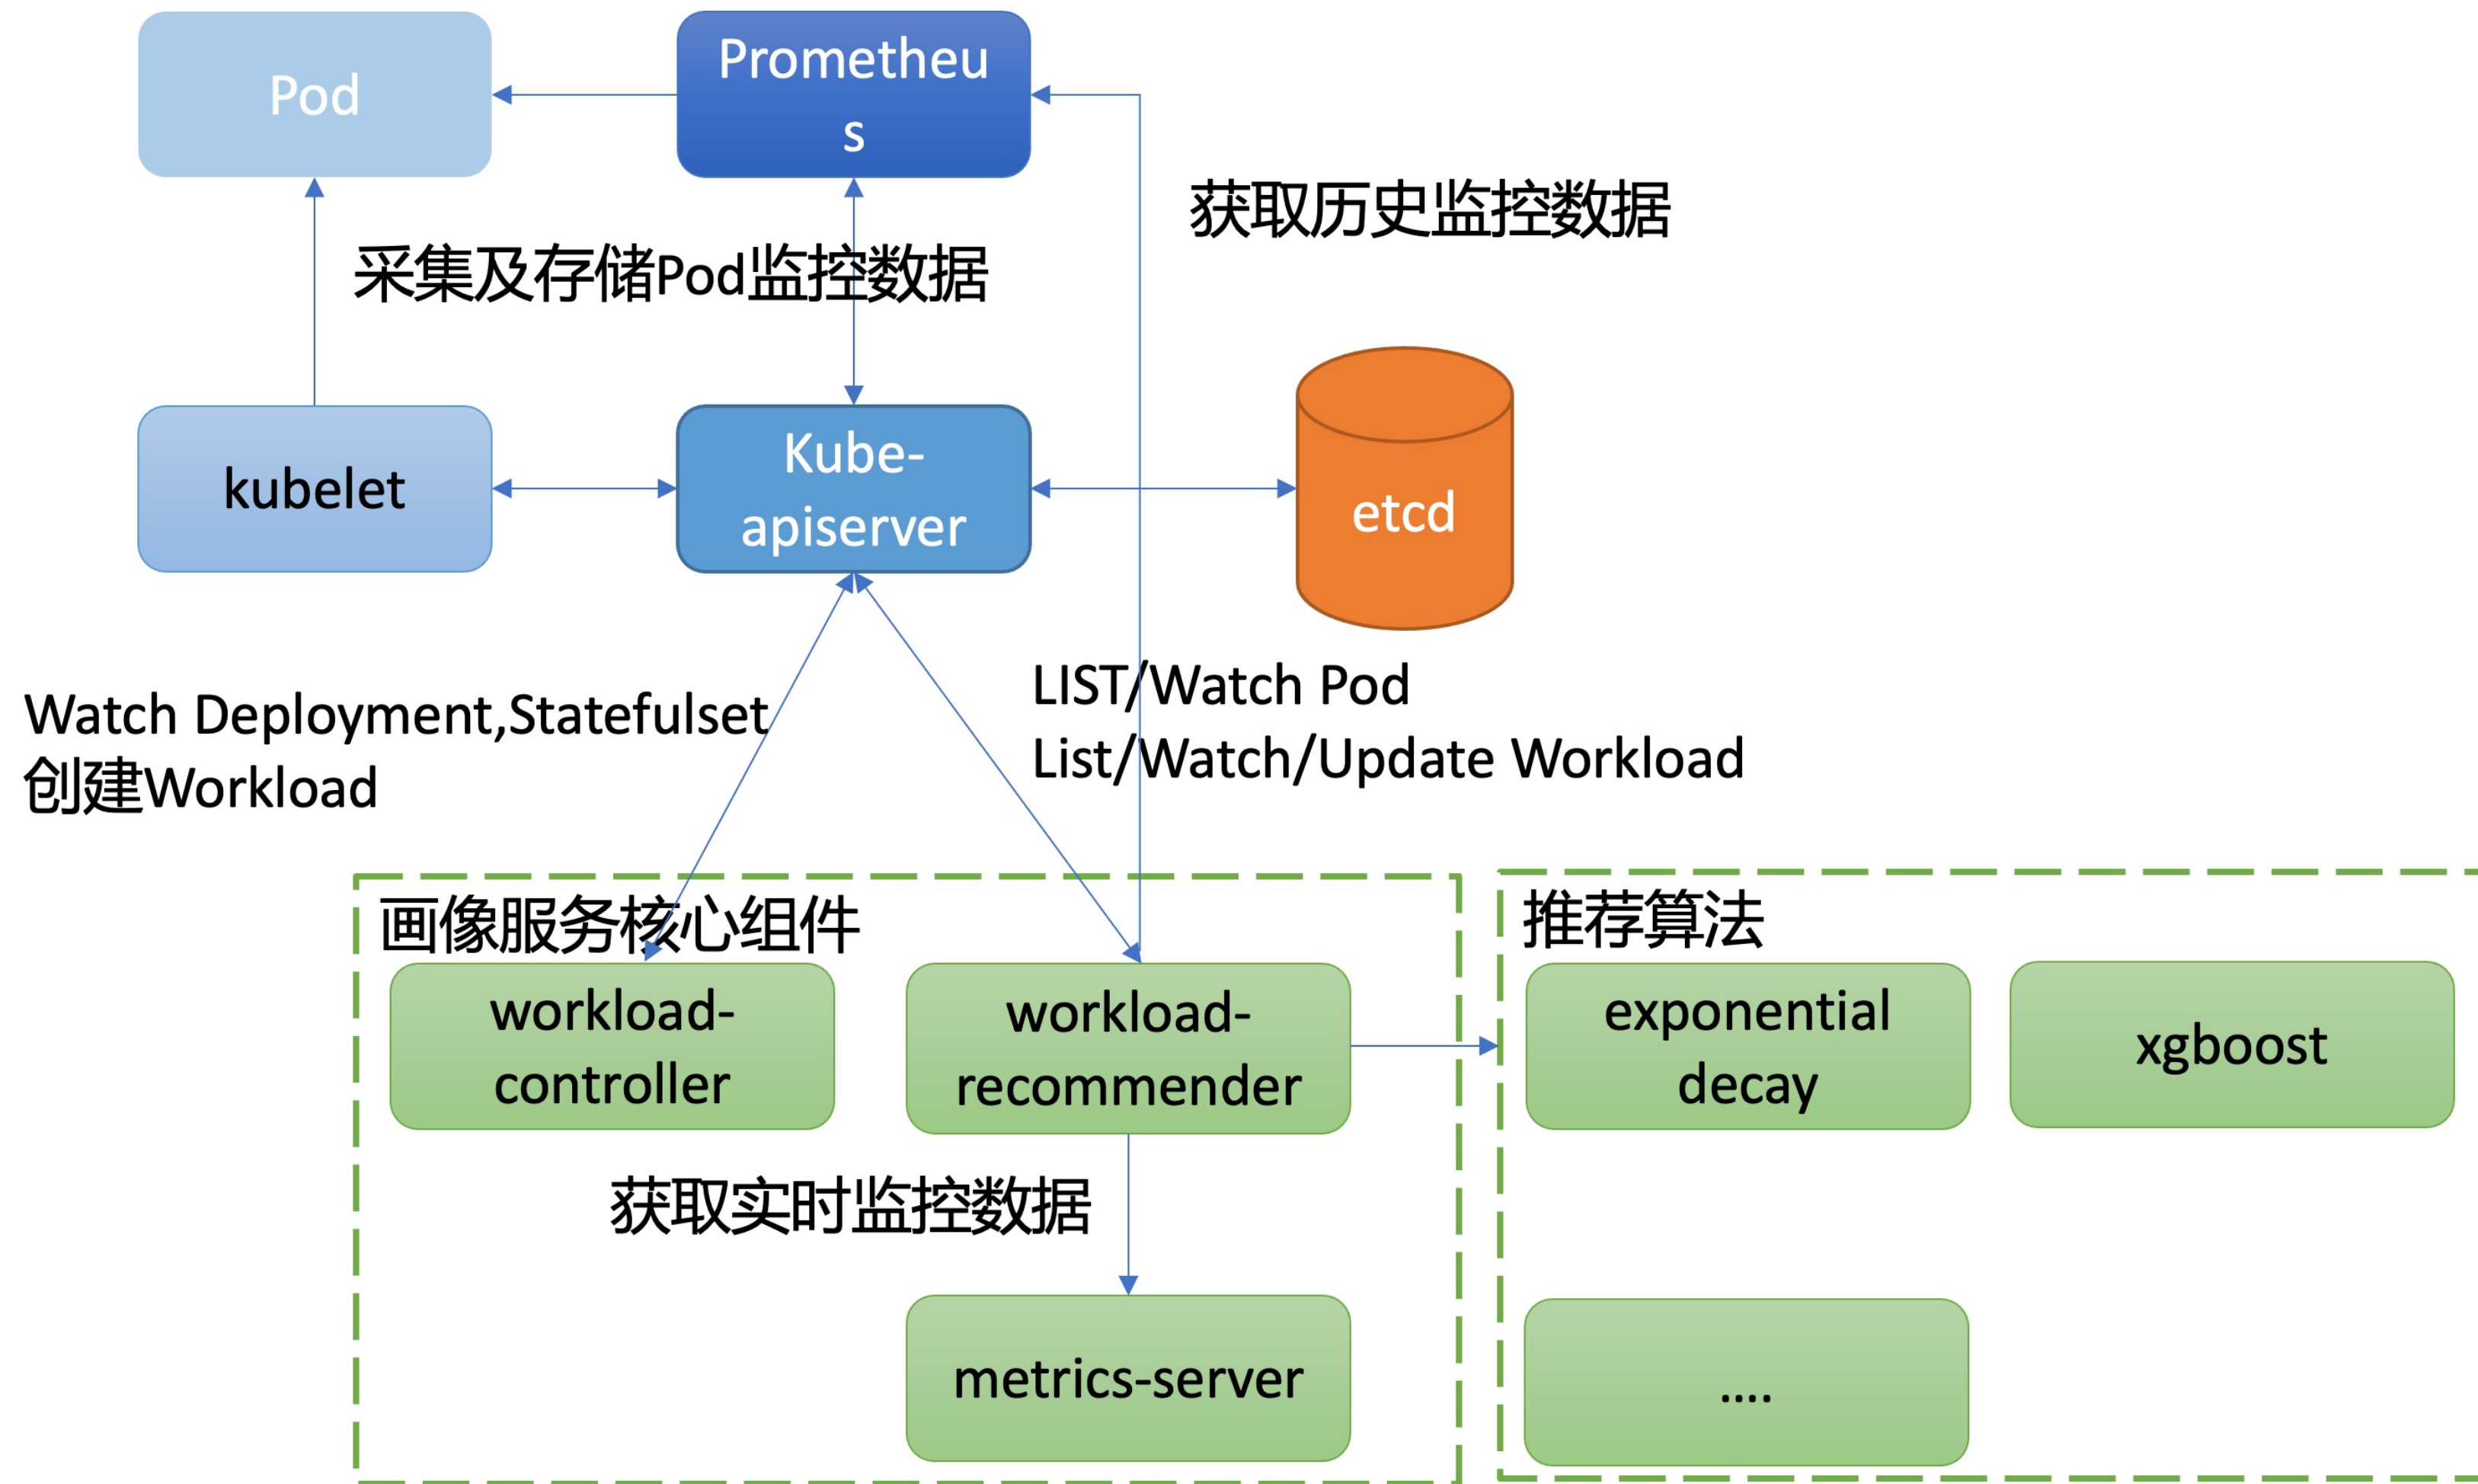 Pod
Prometheu
s
获取历史监控数据
采集及存储Pod监控数据
kubelet
Kube-
apiserver
etcd
Watch Deployment,Statefulset
创建Workload
LIST/Watch Pod
List/Watch/Update Workload
画像服务核心组件
workload-
controller
workload-
recommender
获取实时监控数据
metrics-server
推荐算法
exponential
decay
xgboost
....